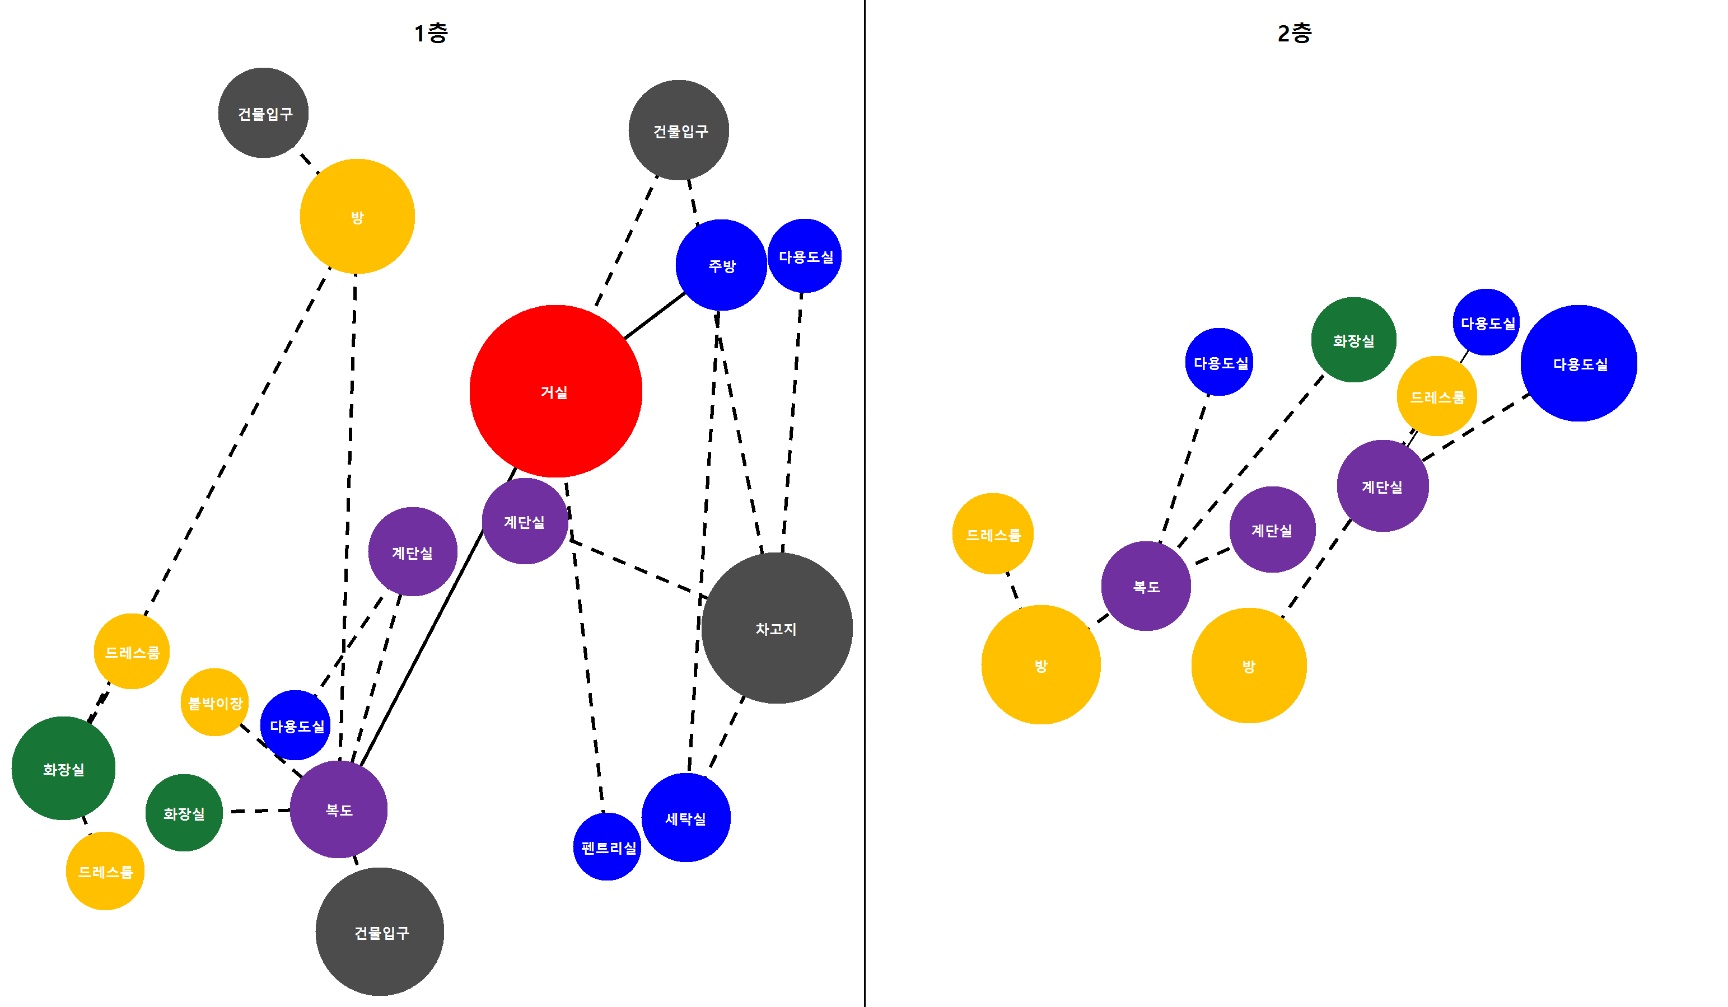 1층
건물입구
건물입구
방
주방
다용도실
거실
계단실
계단실
차고지
드레스룸
붙박이장
다용도실
화장실
화장실
복도
세탁실
펜트리실
드레스룸
건물입구
2층
다용도실
화장실
다용도실
다용도실
드레스룸
계단실
드레스룸
계단실
복도
방
방